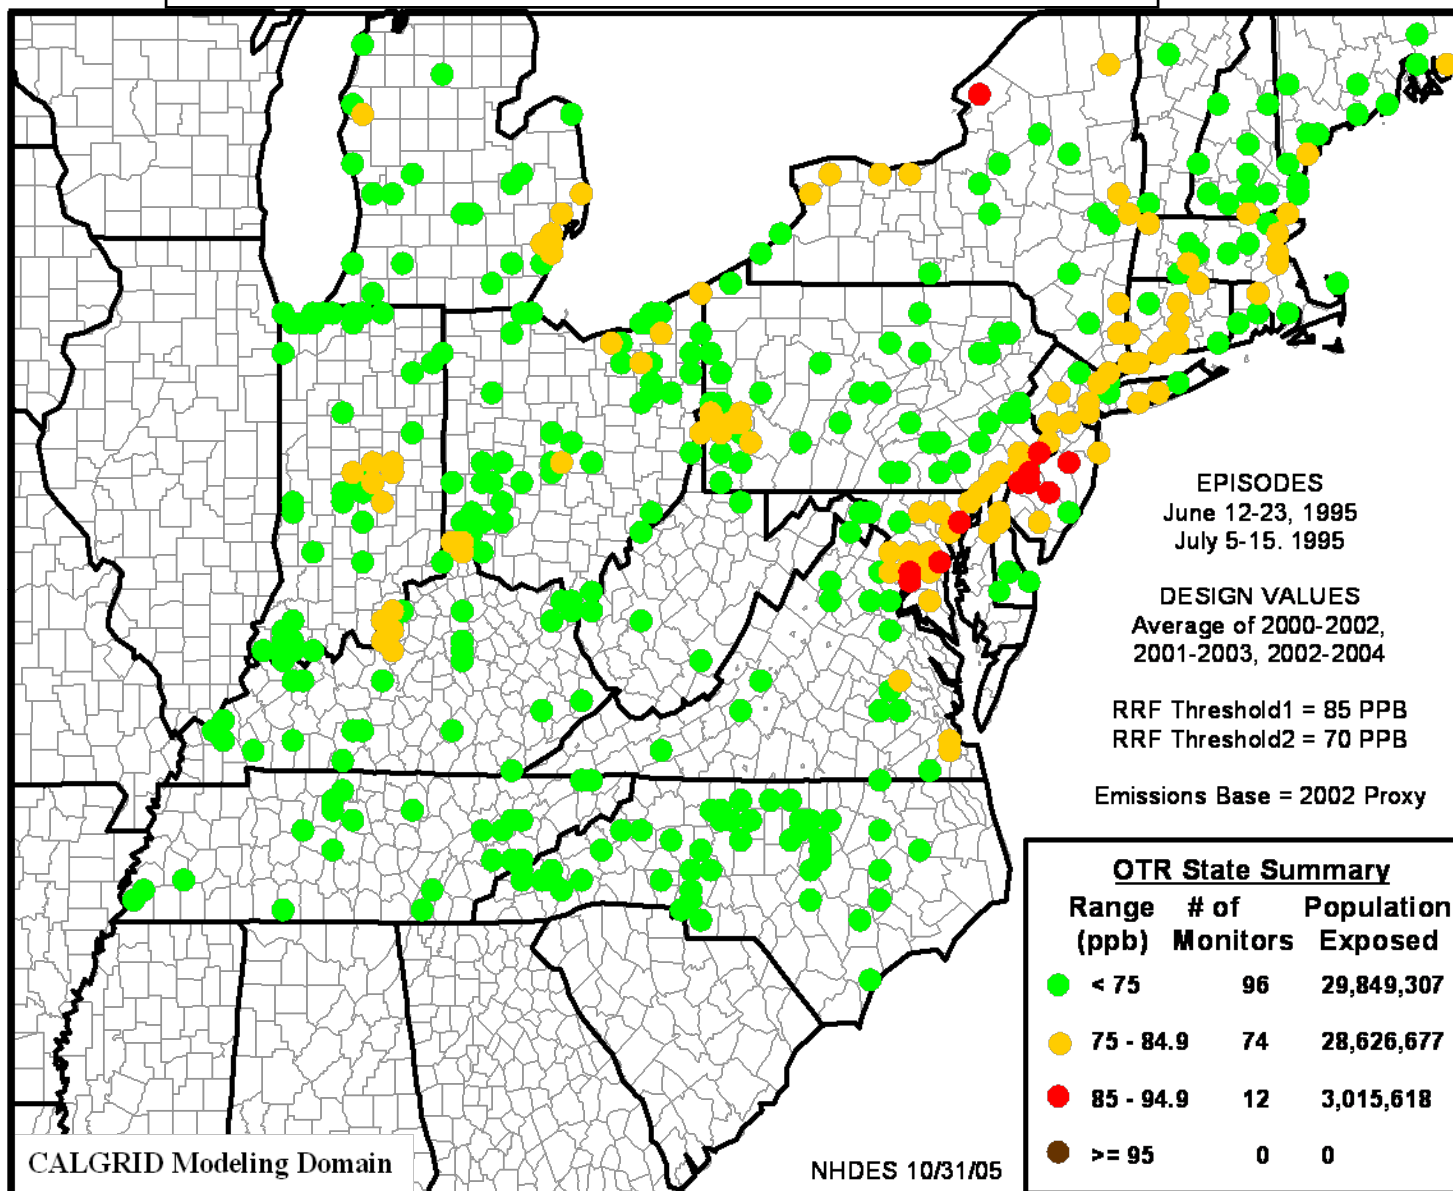 EPISODES
June 12-23, 1995
July 5-15. 1995
DESIGN VALUES
Average of 2000-2002,
2001-2003, 2002-2004
RRF Threshold1 = 85 PPB
RRF Threshold2 = 70 PPB
Emissions Base = 2002 Proxy
OTR State Summary
Range # of Population
(ppb) Monitors Exposed
< 75 96 29,849,307
75 - 84.9 74 28,626,677
85 - 94.9 12 3,015,618
>= 95 0 0
CALGRID Modeling Domain
NHDES 10/31/05